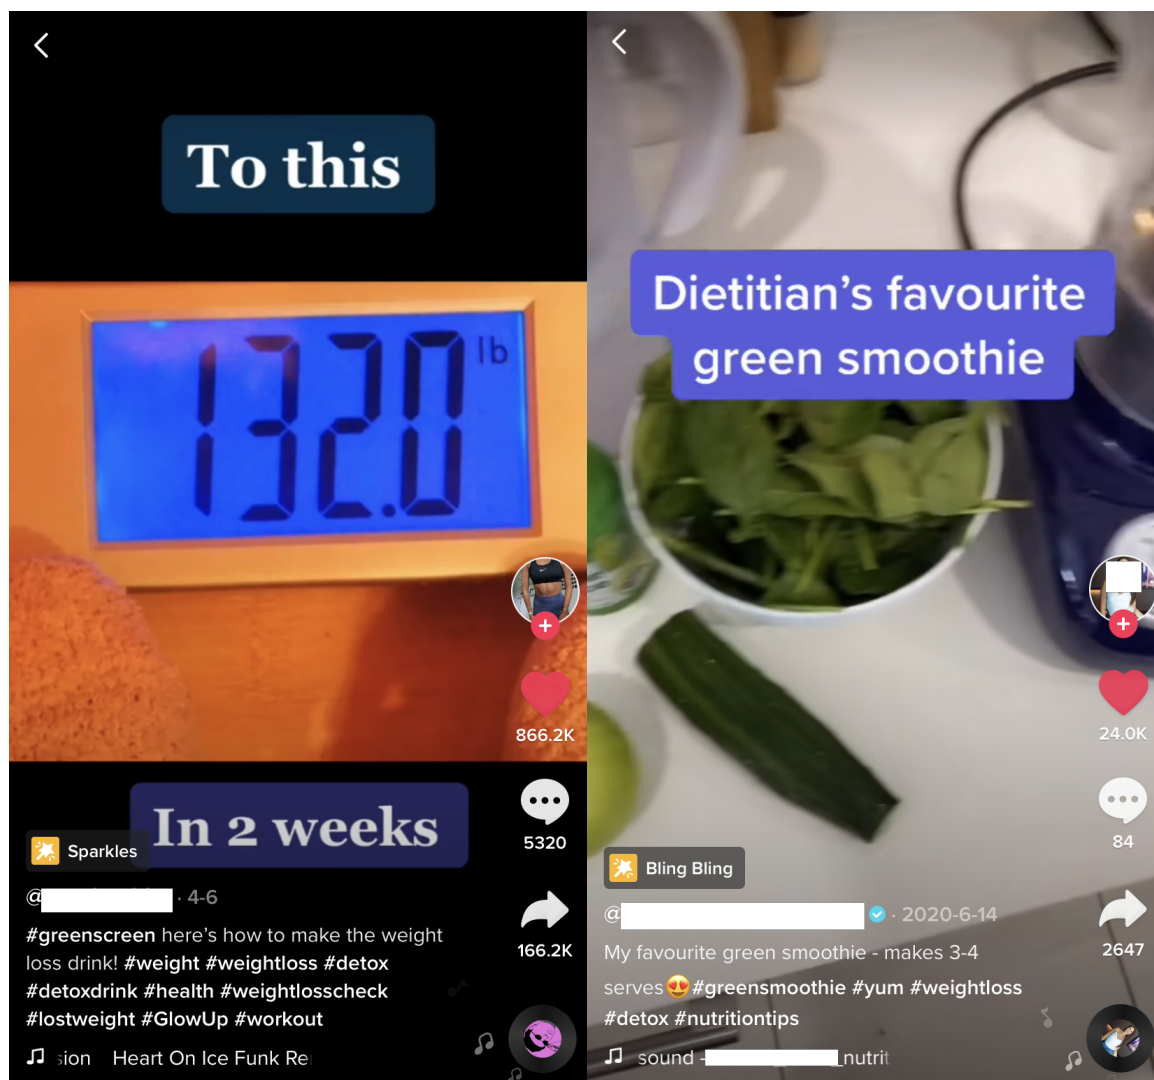 To this
132.0 lb
866.2K
In 2 weeks
Sparkles
5320
@
· 4-6
#greenscreen here's how to make the weight
loss drink! #weight #weightloss #detox
#detoxdrink #health #weightlosscheck
#lostweight #GlowUp #workout
166.2K
sion Heart On Ice Funk Re
Dietitian's favourite
green smoothie
24.0K
84
Bling Bling
@
· 2020-6-14
My favourite green smoothie - makes 3-4
serves😍#greensmoothie #yum #weightloss
#detox #nutritiontips
2647
sound - _nutrit